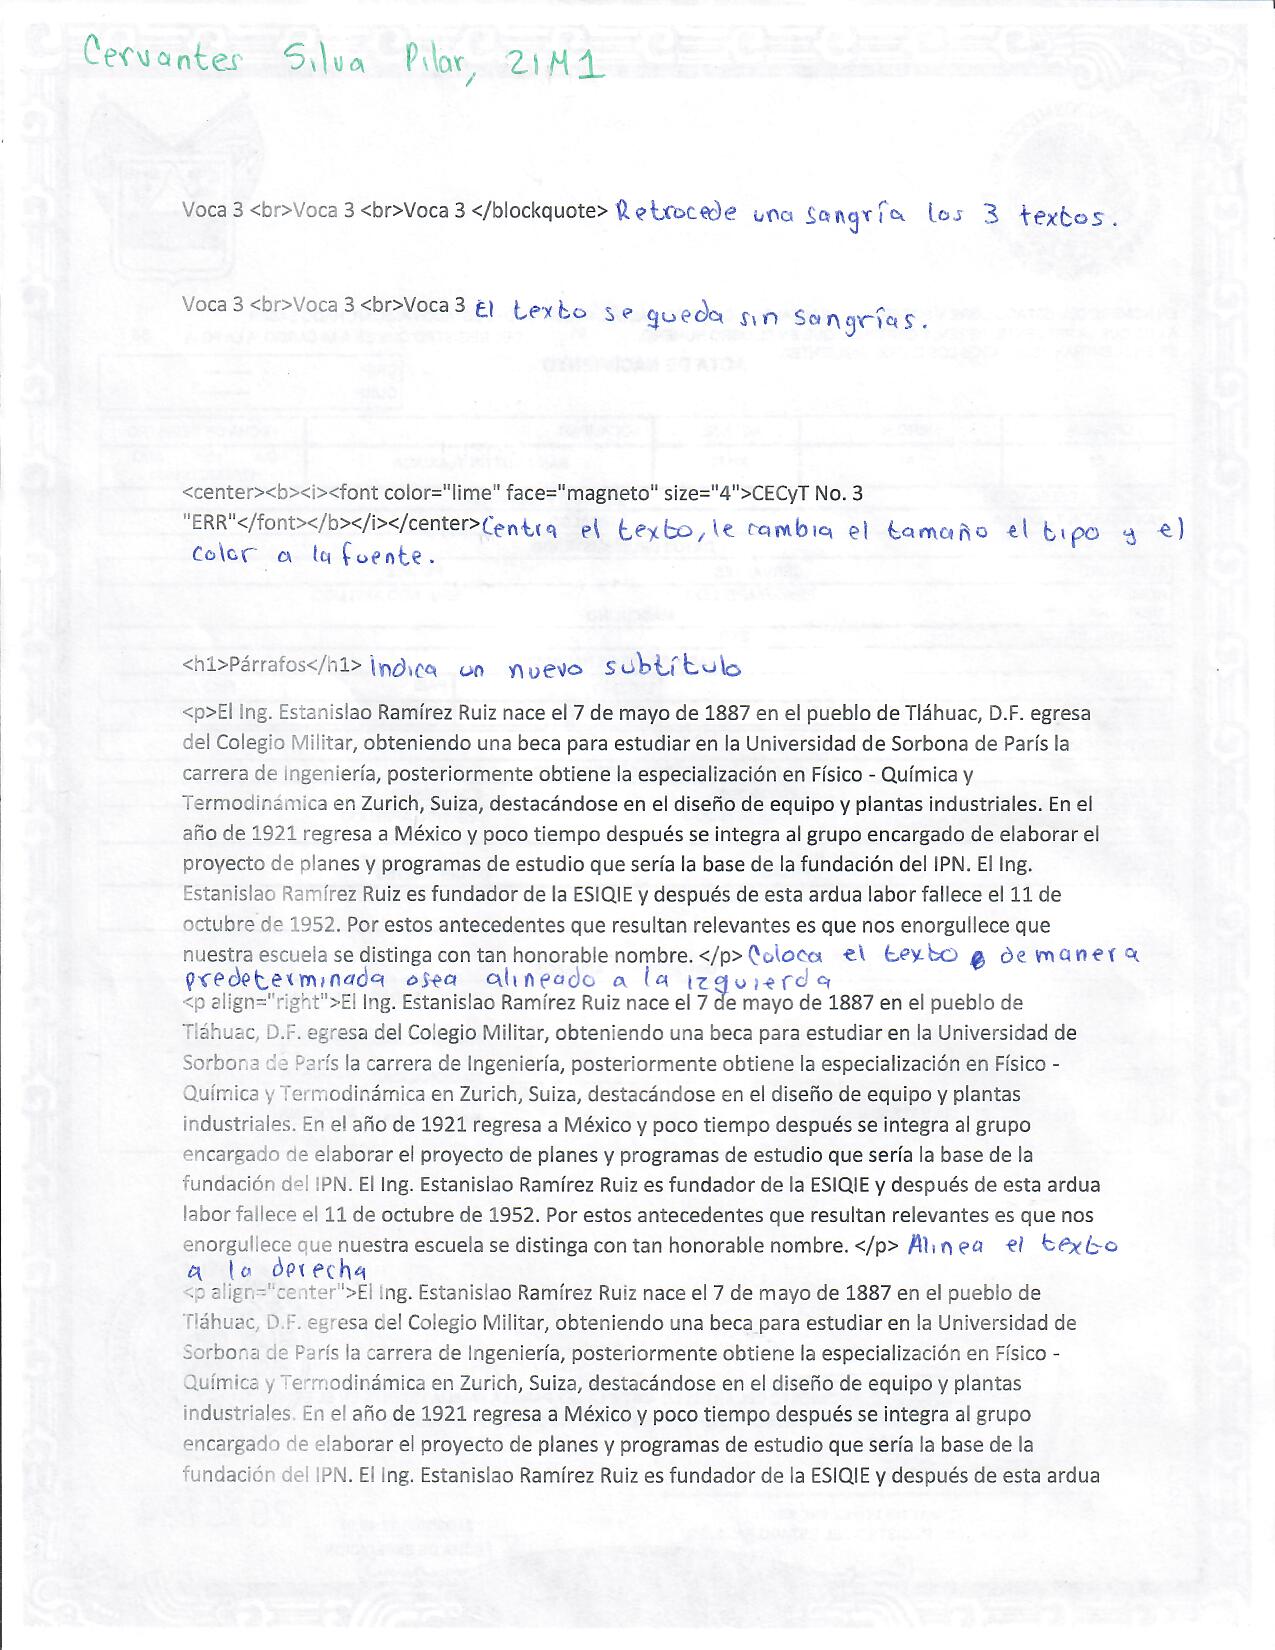 Cervantes Silva Pilar, 2IM1
Voca 3 <br>Voca 3 <br>Voca 3 </blockquote> Retrocede una sangría los 3 textos.
Voca 3 <br>Voca 3 <br>Voca 3 El texto se queda sin sangrías.
ACTA DE NACIMIENTO
<center><b><i><font color="lime" face="magneto" size="4">CECyT No. 3
"ERR"</font></b></i></center>Centra el texto, le cambia el tamaño el tipo y el
color a la fuente.
<h1>Párrafos</h1> indica un nuevo subtítulo
<p>El Ing. Estanislao Ramírez Ruiz nace el 7 de mayo de 1887 en el pueblo de Tláhuac, D.F. egresa
del Colegio Militar, obteniendo una beca para estudiar en la Universidad de Sorbona de París la
carrera de Ingeniería, posteriormente obtiene la especialización en Físico - Química y
Termodinámica en Zurich, Suiza, destacándose en el diseño de equipo y plantas industriales. En el
año de 1921 regresa a México y poco tiempo después se integra al grupo encargado de elaborar el
proyecto de planes y programas de estudio que sería la base de la fundación del IPN. El Ing.
Estanislao Ramírez Ruiz es fundador de la ESIQIE y después de esta ardua labor fallece el 11 de
octubre de 1952. Por estos antecedentes que resultan relevantes es que nos enorgullece que
nuestra escuela se distinga con tan honorable nombre. </p> Coloca el texto de manera
predeterminada osea alineado a la izquierda
<p align="right">El Ing. Estanislao Ramírez Ruiz nace el 7 de mayo de 1887 en el pueblo de
Tláhuac, D.F. egresa del Colegio Militar, obteniendo una beca para estudiar en la Universidad de
Sorbona de París la carrera de Ingeniería, posteriormente obtiene la especialización en Físico -
Química y Termodinámica en Zurich, Suiza, destacándose en el diseño de equipo y plantas
industriales. En el año de 1921 regresa a México y poco tiempo después se integra al grupo
encargado de elaborar el proyecto de planes y programas de estudio que sería la base de la
fundación del IPN. El Ing. Estanislao Ramírez Ruiz es fundador de la ESIQIE y después de esta ardua
labor fallece el 11 de octubre de 1952. Por estos antecedentes que resultan relevantes es que nos
enorgullece que nuestra escuela se distinga con tan honorable nombre. </p> Alinea el texto
a la derecha
<p align="center">El Ing. Estanislao Ramírez Ruiz nace el 7 de mayo de 1887 en el pueblo de
Tláhuac, D.F. egresa del Colegio Militar, obteniendo una beca para estudiar en la Universidad de
Sorbona de París la carrera de Ingeniería, posteriormente obtiene la especialización en Físico -
Química y Termodinámica en Zurich, Suiza, destacándose en el diseño de equipo y plantas
industriales. En el año de 1921 regresa a México y poco tiempo después se integra al grupo
encargado de elaborar el proyecto de planes y programas de estudio que sería la base de la
fundación del IPN. El Ing. Estanislao Ramírez Ruiz es fundador de la ESIQIE y después de esta ardua